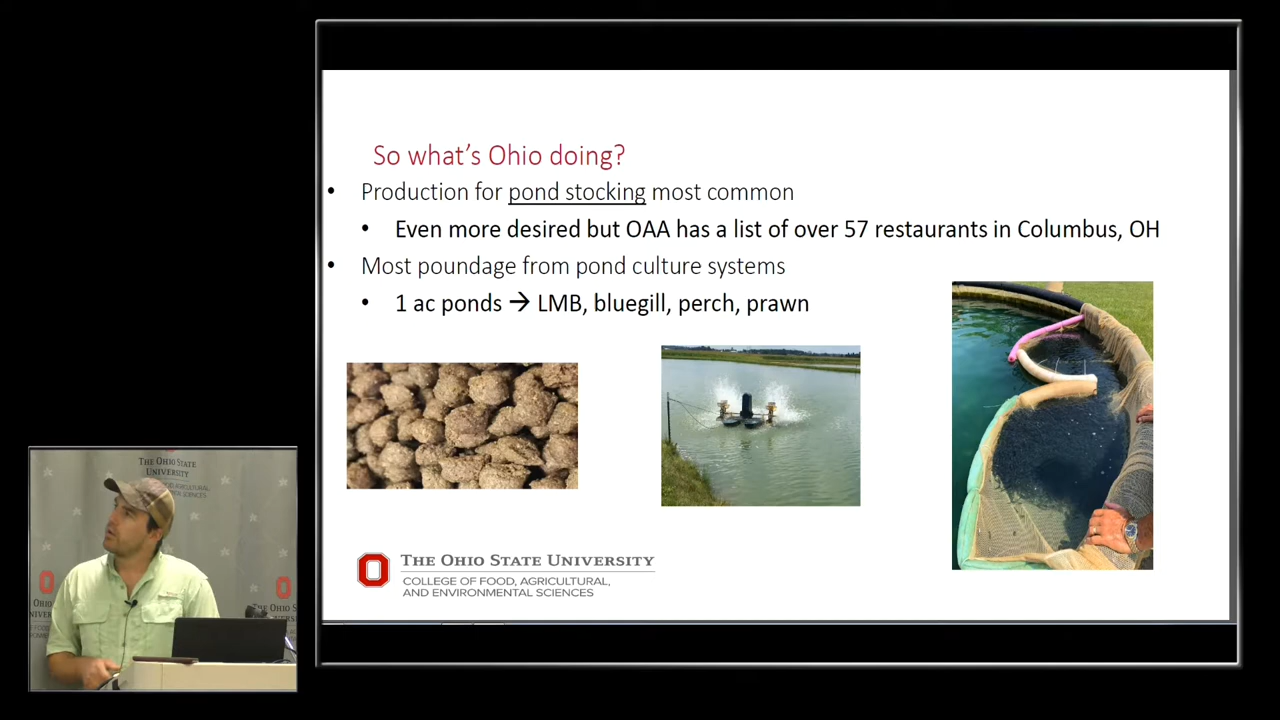 So what's Ohio doing?
• Production for pond stocking most common
• Even more desired but OAA has a list of over 57 restaurants in Columbus, OH
• Most poundage from pond culture systems
• 1 ac ponds → LMB, bluegill, perch, prawn
THE OHIO STATE UNIVERSITY
COLLEGE OF FOOD, AGRICULTURAL,
AND ENVIRONMENTAL SCIENCES
THE OHIO STATE
UNIVERSITY